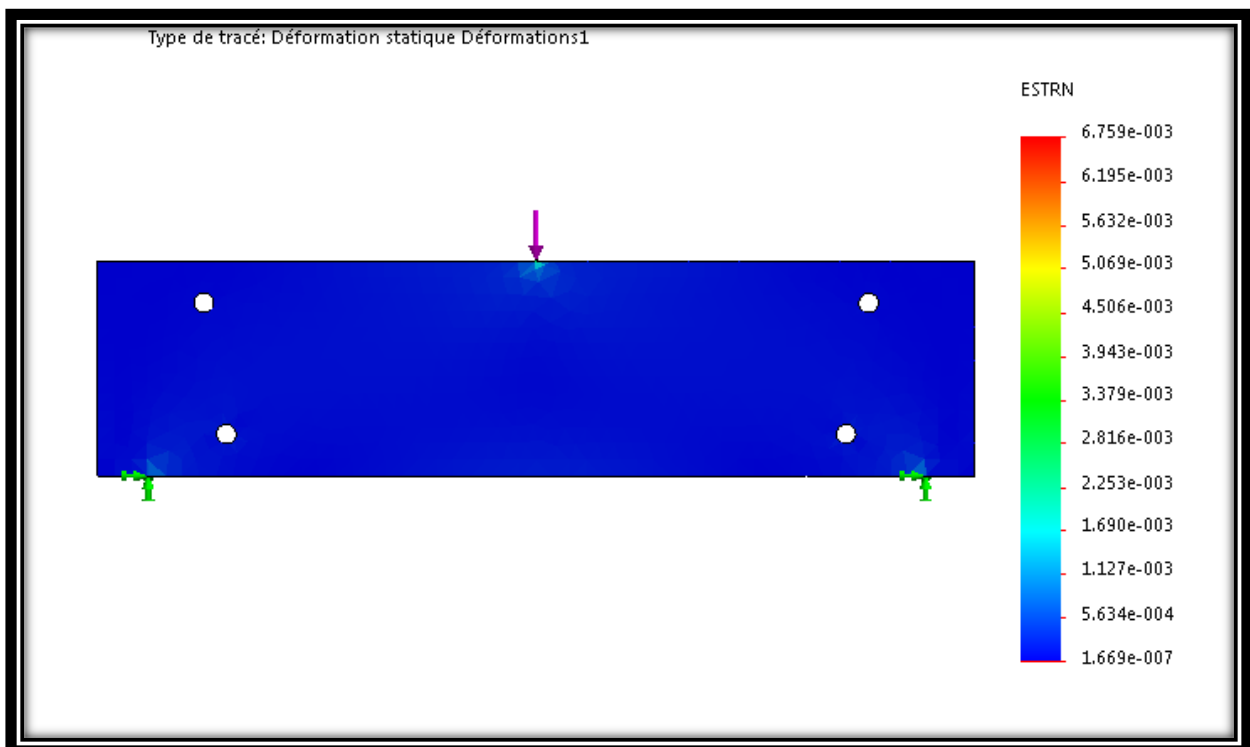 Type de tracé: Déformation statique Déformations1
ESTRN
6.759e-003
6.195e-003
5.632e-003
5.069e-003
4.506e-003
3.943e-003
3.379e-003
2.816e-003
2.253e-003
1.690e-003
1.127e-003
5.634e-004
1.669e-007